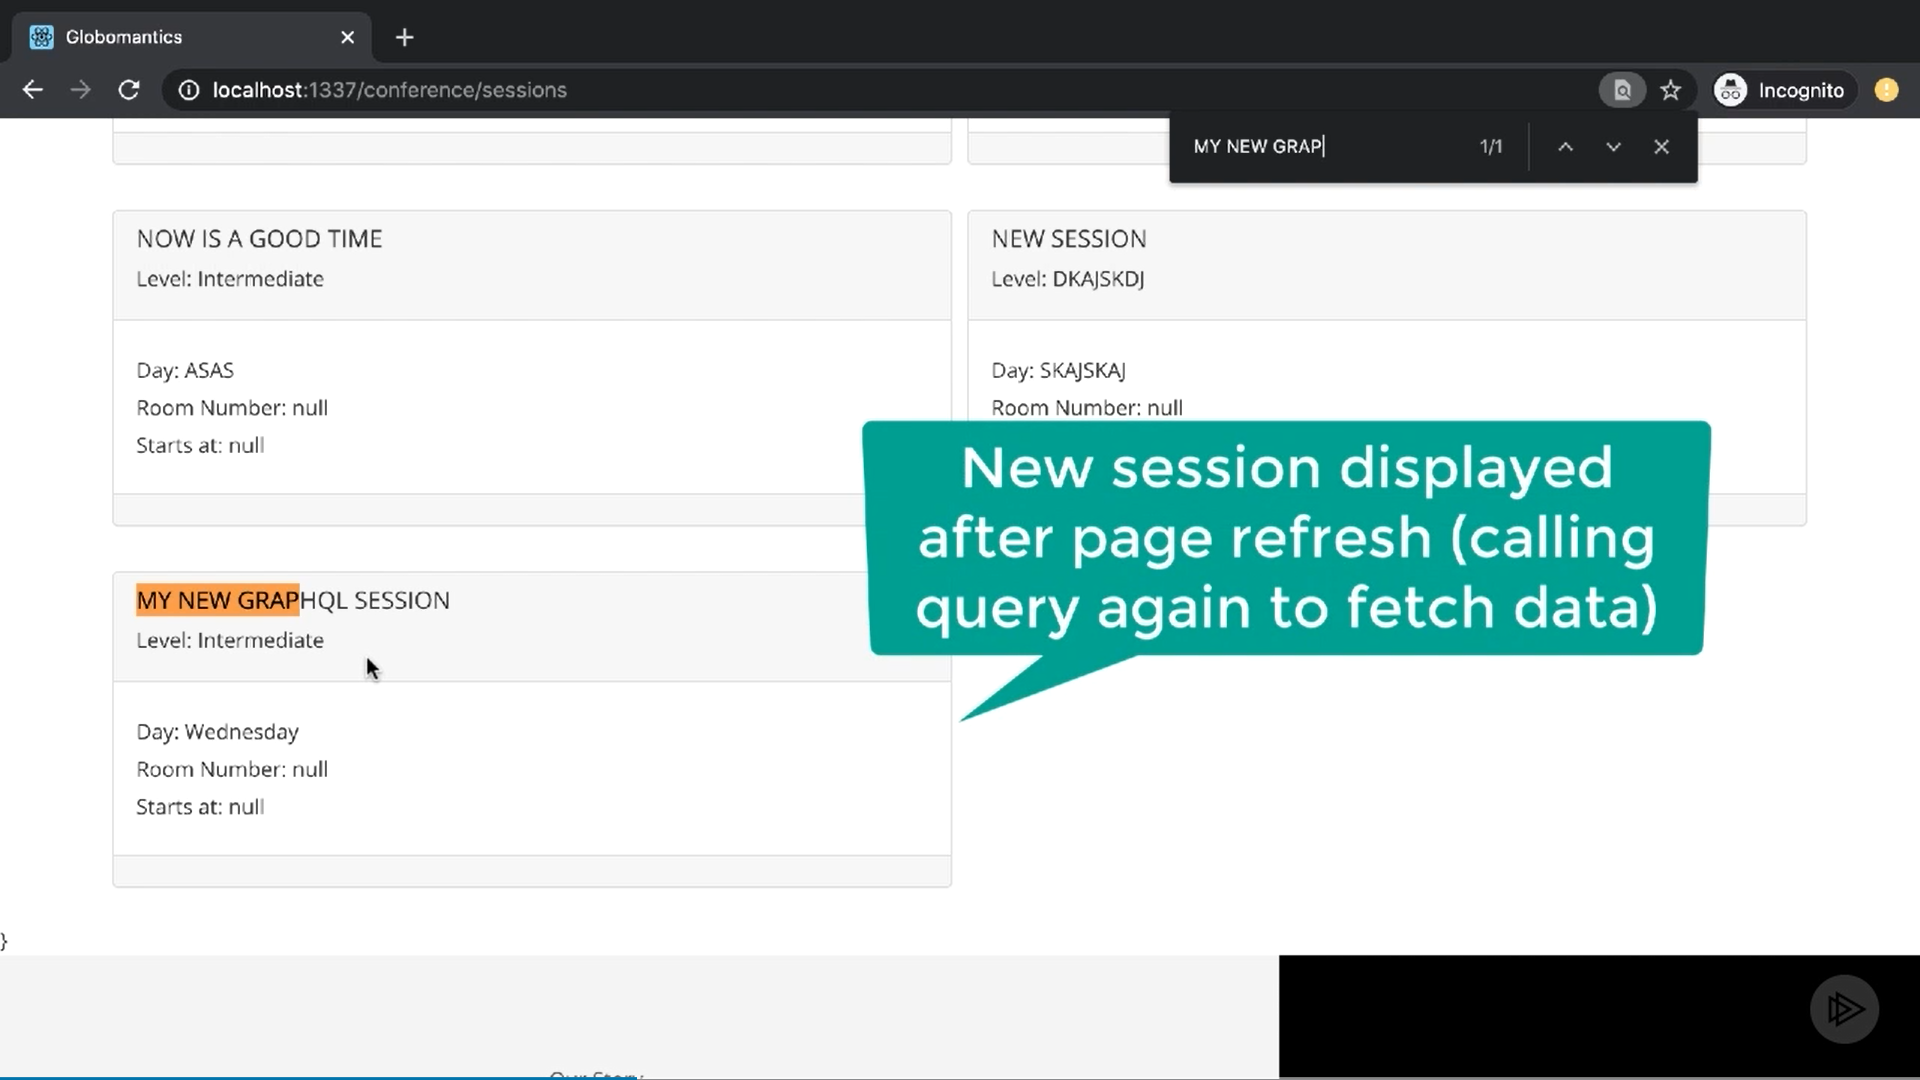 Globomantics
localhost:1337/conference/sessions
Incognito
MY NEW GRAP
1/1
NOW IS A GOOD TIME
Level: Intermediate
Day: ASAS
Room Number: null
Starts at: null
NEW SESSION
Level: DKAJSKDJ
Day: SKAJSKAJ
Room Number: null
New session displayed
after page refresh (calling
query again to fetch data)
MY NEW GRAPHQL SESSION
Level: Intermediate
Day: Wednesday
Room Number: null
Starts at: null
}
Our Story